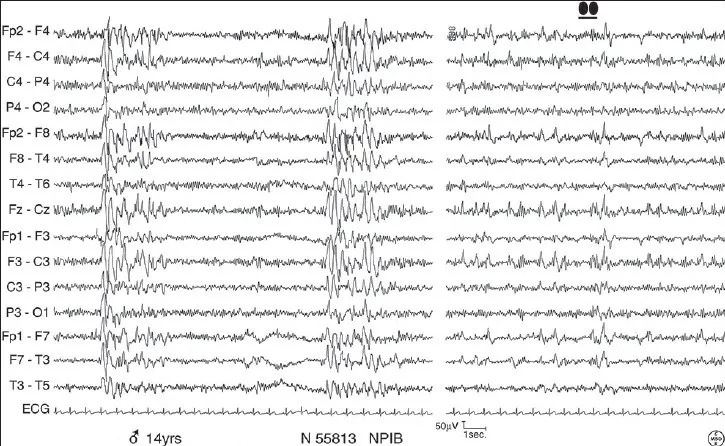 Fp2 - F4
F4 - C4
C4 - P4
P4 - O2
Fp2 - F8
F8 - T4
T4 - T6
Fz - Cz
Fp1 - F3
F3 - C3
C3 - P3
P3 - O1
Fp1 - F7
F7 - T3
T3 - T5
ECG
50µV
1sec.
♂ 14yrs
N 55813 NPIB